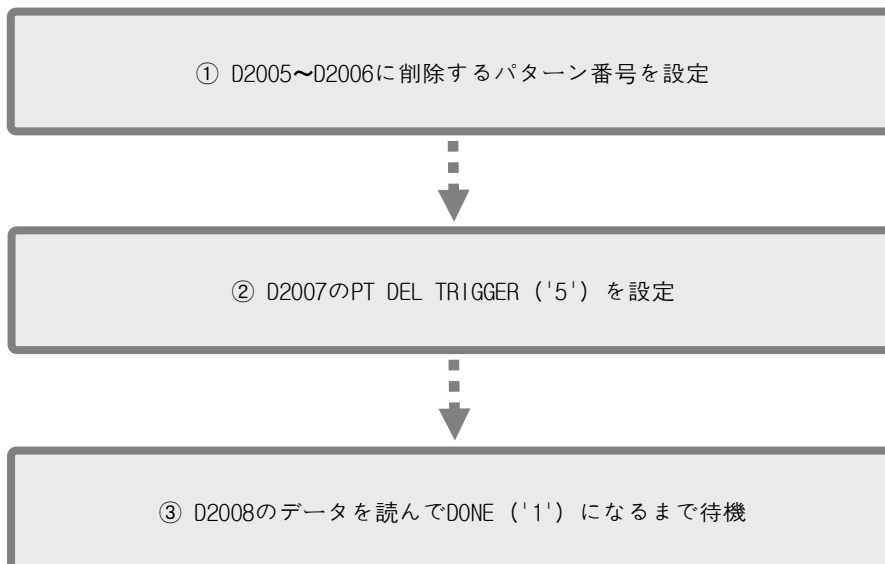 ① D2005～D2006に削除するパターン番号を設定
② D2007のPT DEL TRIGGER ('5') を設定
③ D2008のデータを読んでDONE ('1') になるまで待機